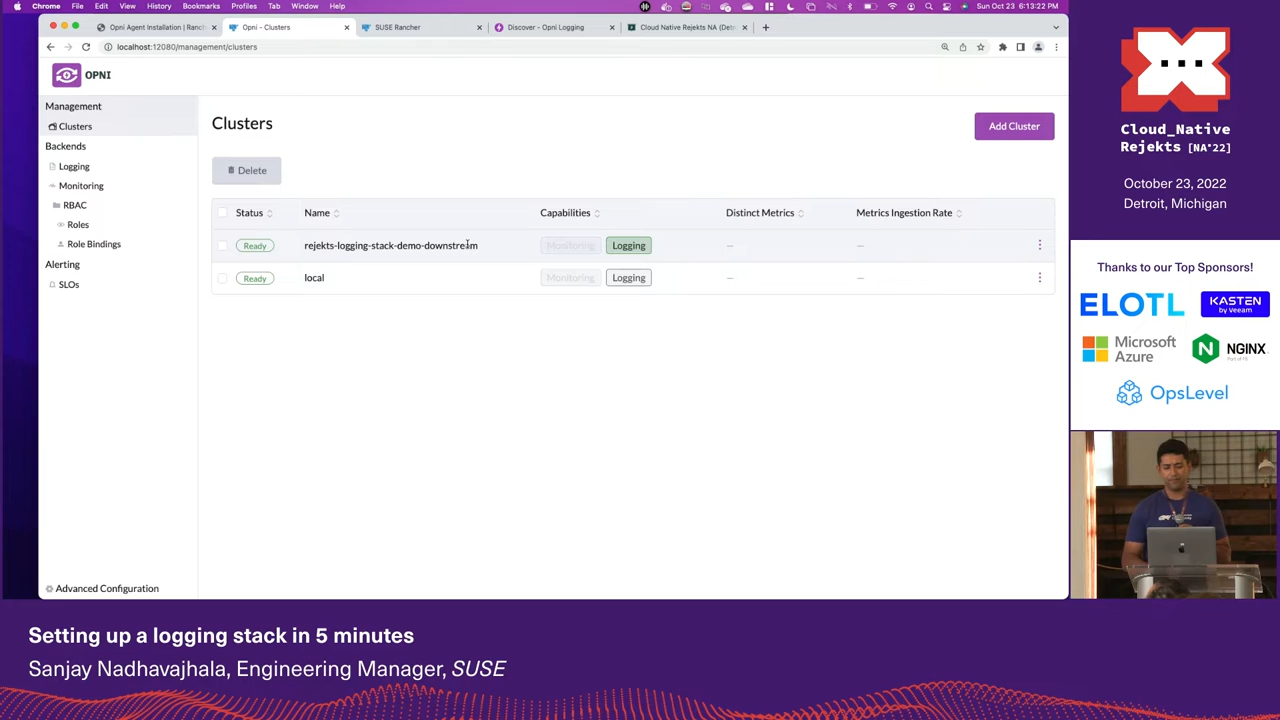 Chrome File Edit View History Bookmarks Profiles Tab Window Help Sun Oct 23 6:13:22 PM
Opni Agent Installation | Ranch
Opni - Clusters
SUSE Rancher
Discover - Opni Logging
Cloud Native Rejekts NA (Detr
localhost:12080/management/clusters
OPNI
Management
Clusters
Backends
Logging
Monitoring
RBAC
Roles
Role Bindings
Alerting
SLOs
Advanced Configuration
Clusters
Add Cluster
Delete
Status Name Capabilities Distinct Metrics Metrics Ingestion Rate
Ready rejekts-logging-stack-demo-downstream Monitoring Logging — —
Ready local Monitoring Logging — —
Cloud_Native
Rejekts [NA'22]
October 23, 2022
Detroit, Michigan
Thanks to our Top Sponsors!
ELOTL
KASTEN
by Veeam
Microsoft
Azure
N NGINX
Part of F5
OpsLevel
Setting up a logging stack in 5 minutes
Sanjay Nadhavajhala, Engineering Manager, SUSE